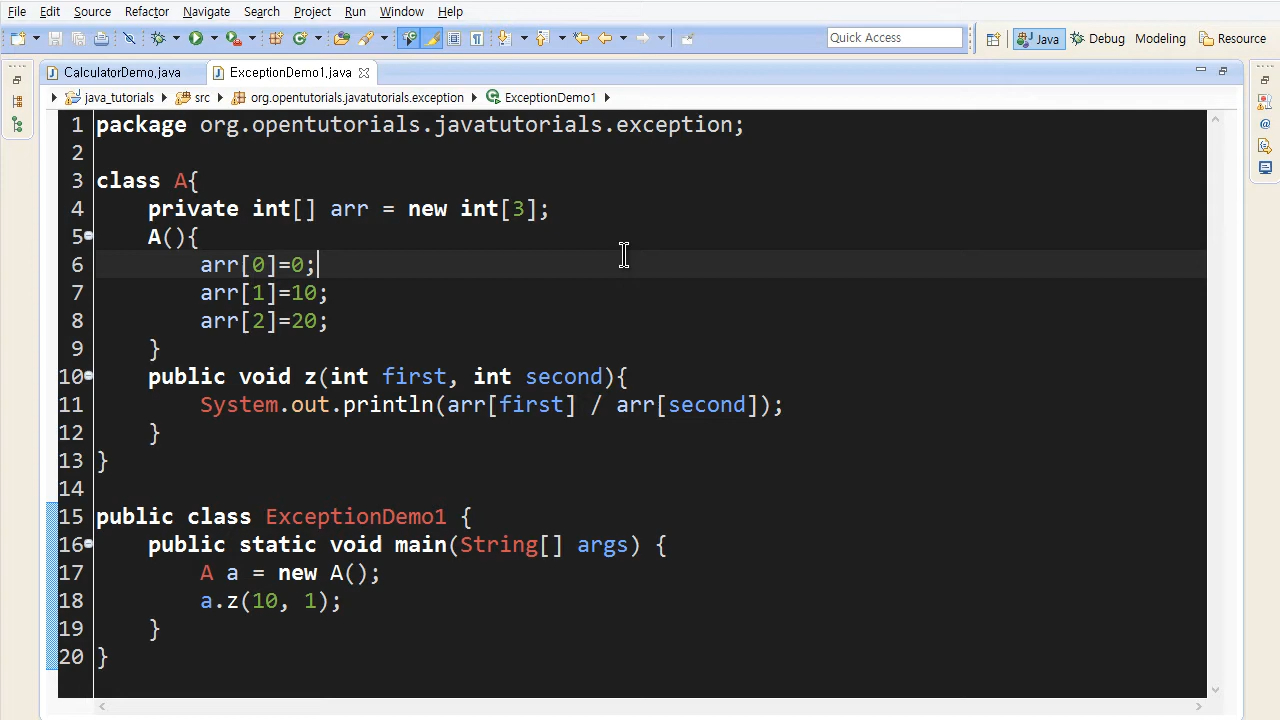 File Edit Source Refactor Navigate Search Project Run Window Help
Quick Access Java Debug Modeling Resource
CalculatorDemo.java ExceptionDemo1.java
java_tutorials src org.opentutorials.javatutorials.exception ExceptionDemo1
1 package org.opentutorials.javatutorials.exception;
2
3 class A{
4     private int[] arr = new int[3];
5     A(){
6         arr[0]=0;
7         arr[1]=10;
8         arr[2]=20;
9     }
10     public void z(int first, int second){
11         System.out.println(arr[first] / arr[second]);
12     }
13 }
14
15 public class ExceptionDemo1 {
16     public static void main(String[] args) {
17         A a = new A();
18         a.z(10, 1);
19     }
20 }